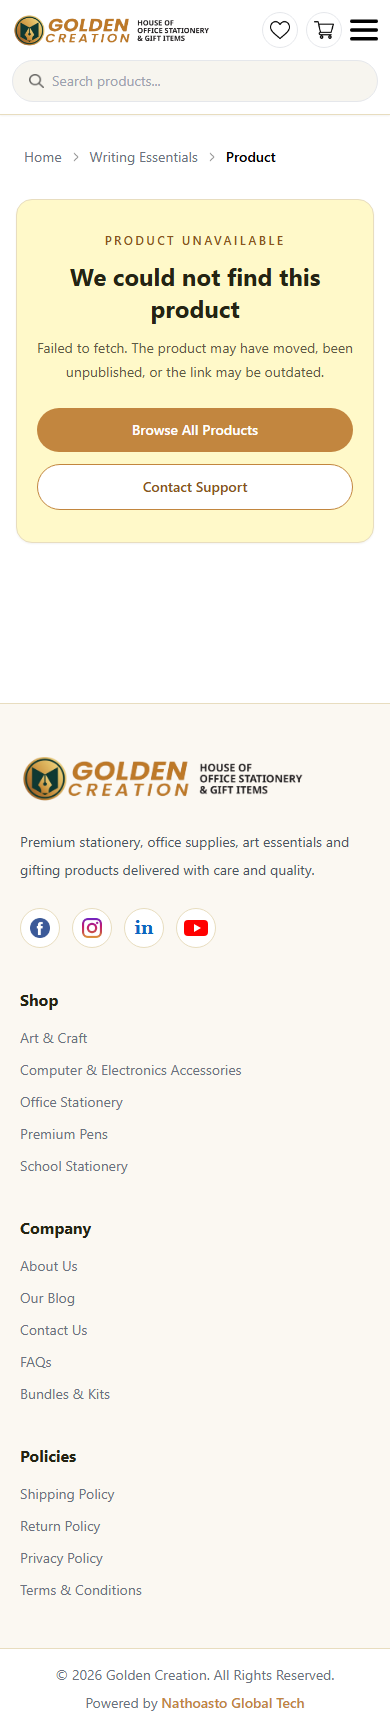 GOLDEN
CREATION
HOUSE OF
OFFICE STATIONERY
& GIFT ITEMS
Search products...
Home > Writing Essentials > Product
PRODUCT UNAVAILABLE
We could not find this
product
Failed to fetch. The product may have moved, been
unpublished, or the link may be outdated.
Browse All Products
Contact Support
GOLDEN
CREATION
HOUSE OF
OFFICE STATIONERY
& GIFT ITEMS
Premium stationery, office supplies, art essentials and
gifting products delivered with care and quality.
f
in
Shop
Art & Craft
Computer & Electronics Accessories
Office Stationery
Premium Pens
School Stationery
Company
About Us
Our Blog
Contact Us
FAQs
Bundles & Kits
Policies
Shipping Policy
Return Policy
Privacy Policy
Terms & Conditions
© 2026 Golden Creation. All Rights Reserved.
Powered by Nathoasto Global Tech